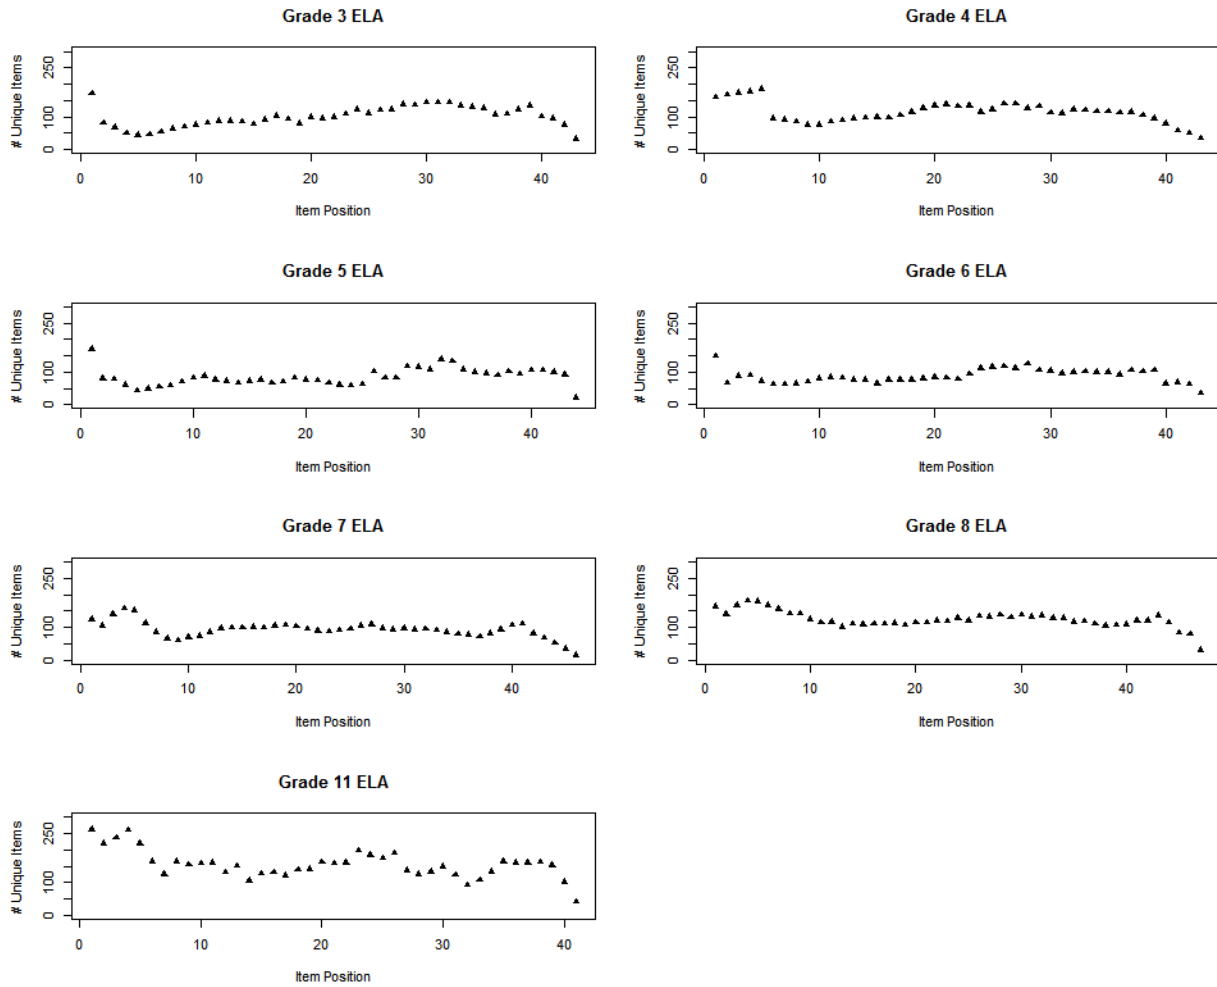 Grade 3 ELA
# Unique Items
0 100 250
0 10 20 30 40
Item Position
Grade 4 ELA
# Unique Items
0 100 250
0 10 20 30 40
Item Position
Grade 5 ELA
# Unique Items
0 100 250
0 10 20 30 40
Item Position
Grade 6 ELA
# Unique Items
0 100 250
0 10 20 30 40
Item Position
Grade 7 ELA
# Unique Items
0 100 250
0 10 20 30 40
Item Position
Grade 8 ELA
# Unique Items
0 100 250
0 10 20 30 40
Item Position
Grade 11 ELA
# Unique Items
0 100 250
0 10 20 30 40
Item Position